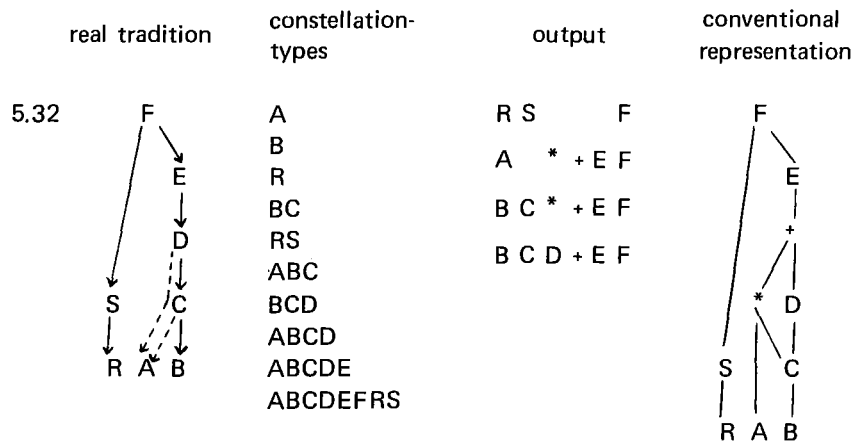 real tradition constellation-types output conventional representation
5.32 F A R S F F
B
A * + E F
E R E
BC B C * + E F
D RS + 
B C D + E F
ABC
S C BCD * D
ABCD
R A B ABCDE S C
ABCDEFRS
R A B